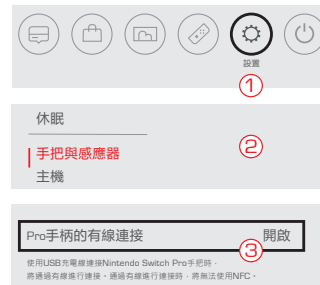 設置
1
休眠
2
手把與感應器
主機
Pro手柄的有線連接
3
開啟
使用USB充電線連接Nintendo Switch Pro手把時，
將通過有線進行連接。通過有線進行連接時，將無法使用NFC。